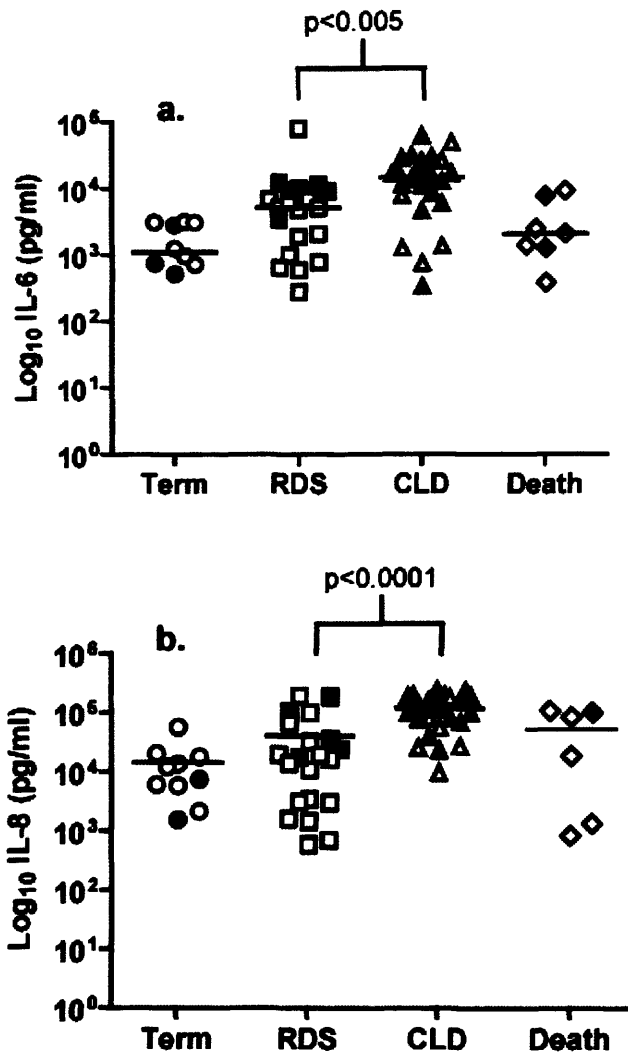 p<0.005
a.
Log₁₀ IL-6 (pg/ml)
10⁵
10⁴
10³
10²
10¹
10⁰
Term RDS CLD Death
p<0.0001
b.
Log₁₀ IL-8 (pg/ml)
10⁶
10⁵
10⁴
10³
10²
10¹
10⁰
Term RDS CLD Death